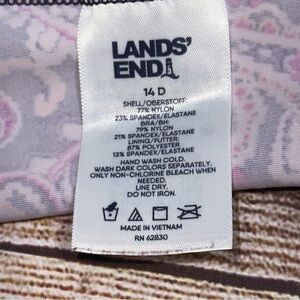 LANDS'
END
14 D
SHELL/OBERSTOFF:
77% NYLON
23% SPANDEX/ELASTANE
BRA/BH:
79% NYLON
21% SPANDEX/ELASTANE
LINING/FUTTER:
87% POLYESTER
13% SPANDEX/ELASTANE
HAND WASH COLD.
WASH DARK COLORS SEPARATELY.
ONLY NON-CHLORINE BLEACH WHEN
NEEDED.
LINE DRY.
DO NOT IRON.
MADE IN VIETNAM
RN 62830